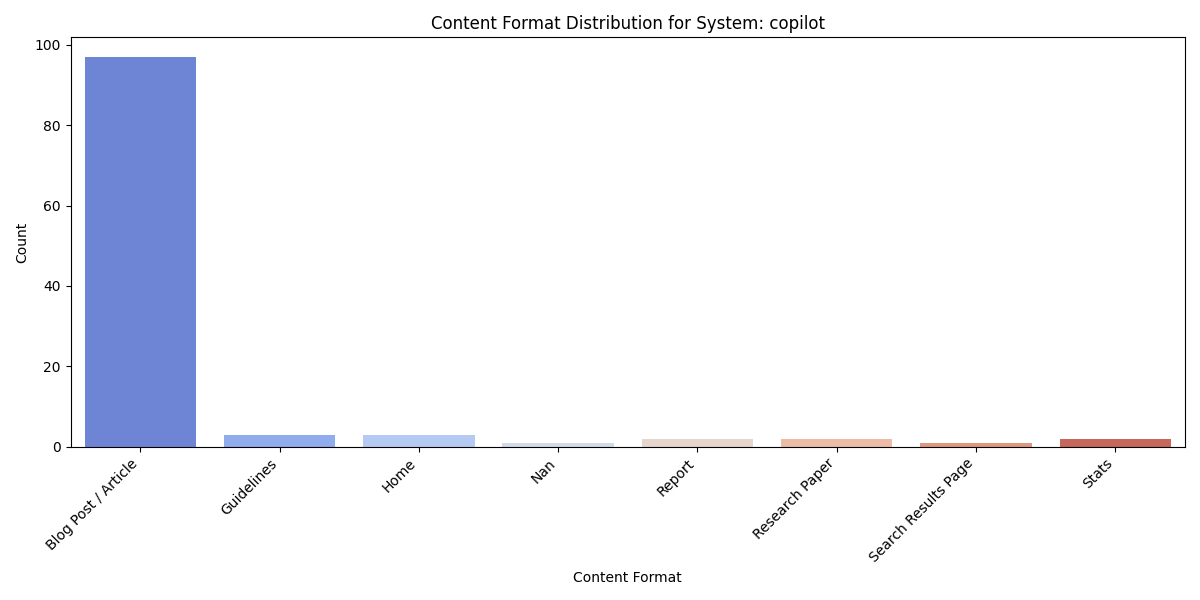 Content Format Distribution for System: copilot
100
80
60
40
20
0
Count
Blog Post / Article
Guidelines
Home
Nan
Report
Research Paper
Search Results Page
Stats
Content Format